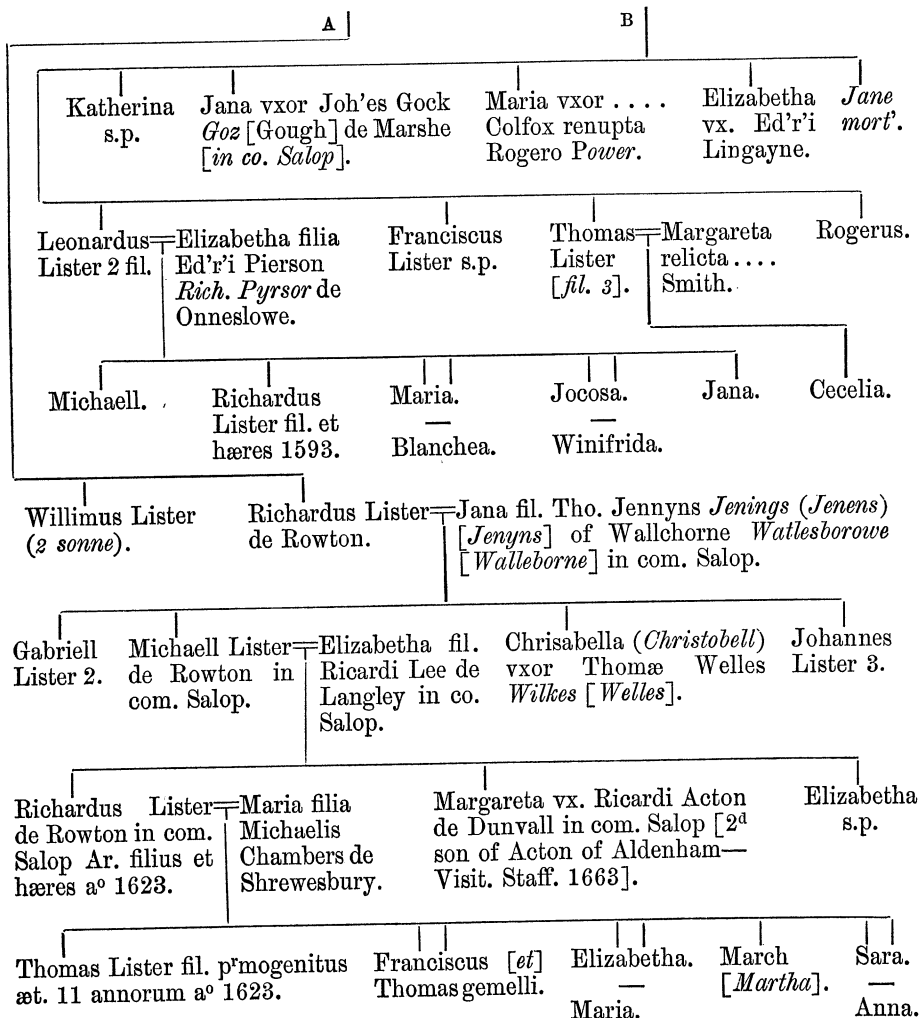 A
B
Katherina
s.p.
Jana vxor Joh'es Gock
Goz [Gough] de Marshe
[in co. Salop].
Maria vxor . . . .
Colfox renupta
Rogero Power.
Elizabetha
vx. Ed'r'i
Lingayne.
Jane
mort'.
Leonardus
Lister 2 fil.
Elizabetha filia
Ed'r'i Pierson
Rich. Pyrsor de
Onneslowe.
Franciscus
Lister s.p.
Thomas
Lister
[fil. 3].
Margareta
relicta . . . .
Smith.
Rogerus.
Michaell.
Richardus
Lister fil. et
hæres 1593.
Maria.
—
Blanchea.
Jocosa.
—
Winifrida.
Jana.
Cecelia.
Willimus Lister
(2 sonne).
Richardus Lister
de Rowton.
Jana fil. Tho. Jennyns Jenings (Jenens)
[Jenyns] of Wallchorne Watlesborowe
[Walleborne] in com. Salop.
Gabriell
Lister 2.
Michaell Lister
de Rowton in
com. Salop.
Elizabetha fil.
Ricardi Lee de
Langley in co.
Salop.
Chrisabella (Christobell)
vxor Thomæ Welles
Wilkes [Welles].
Johannes
Lister 3.
Richardus Lister
de Rowton in com.
Salop Ar. filius et
hæres aº 1623.
Maria filia
Michaelis
Chambers de
Shrewesbury.
Margareta vx. Ricardi Acton
de Dunvall in com. Salop [2ᵈ
son of Acton of Aldenham—
Visit. Staff. 1663].
Elizabetha
s.p.
Thomas Lister fil. pʳmogenitus
æt. 11 annorum aº 1623.
Franciscus [et]
Thomas gemelli.
Elizabetha.
—
Maria.
March
[Martha].
Sara.
—
Anna.